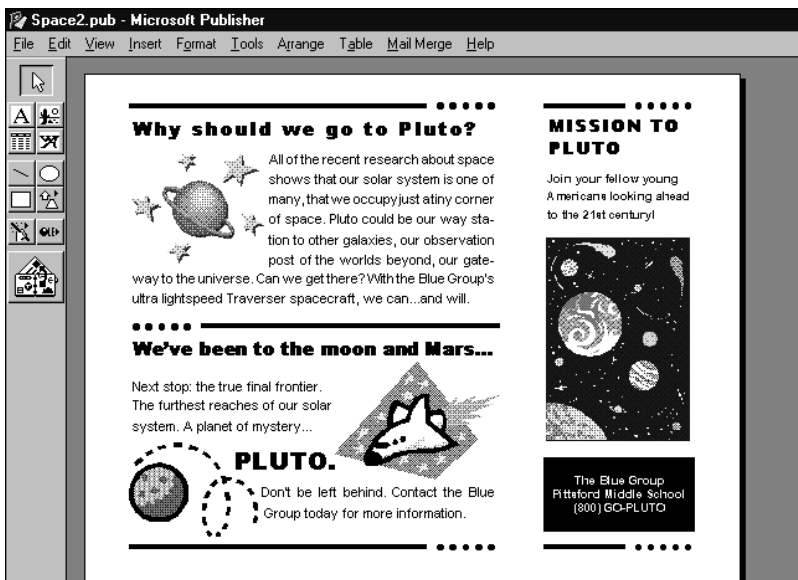 Space2.pub - Microsoft Publisher
File Edit View Insert Format Tools Arrange Table Mail Merge Help
Why should we go to Pluto?
All of the recent research about space
shows that our solar system is one of
many, that we occupy just a tiny corner
of space. Pluto could be our way sta-
tion to other galaxies, our observation
post of the worlds beyond, our gate-
way to the universe. Can we get there? With the Blue Group's
ultra lightspeed Traverser spacecraft, we can...and will.
We've been to the moon and Mars...
Next stop: the true final frontier.
The furthest reaches of our solar
system. A planet of mystery...
PLUTO.
Don't be left behind. Contact the Blue
Group today for more information.
MISSION TO
PLUTO
Join your fellow young
Americans looking ahead
to the 21st century!
The Blue Group
Pittsford Middle School
(800) GO-PLUTO
A
OLE